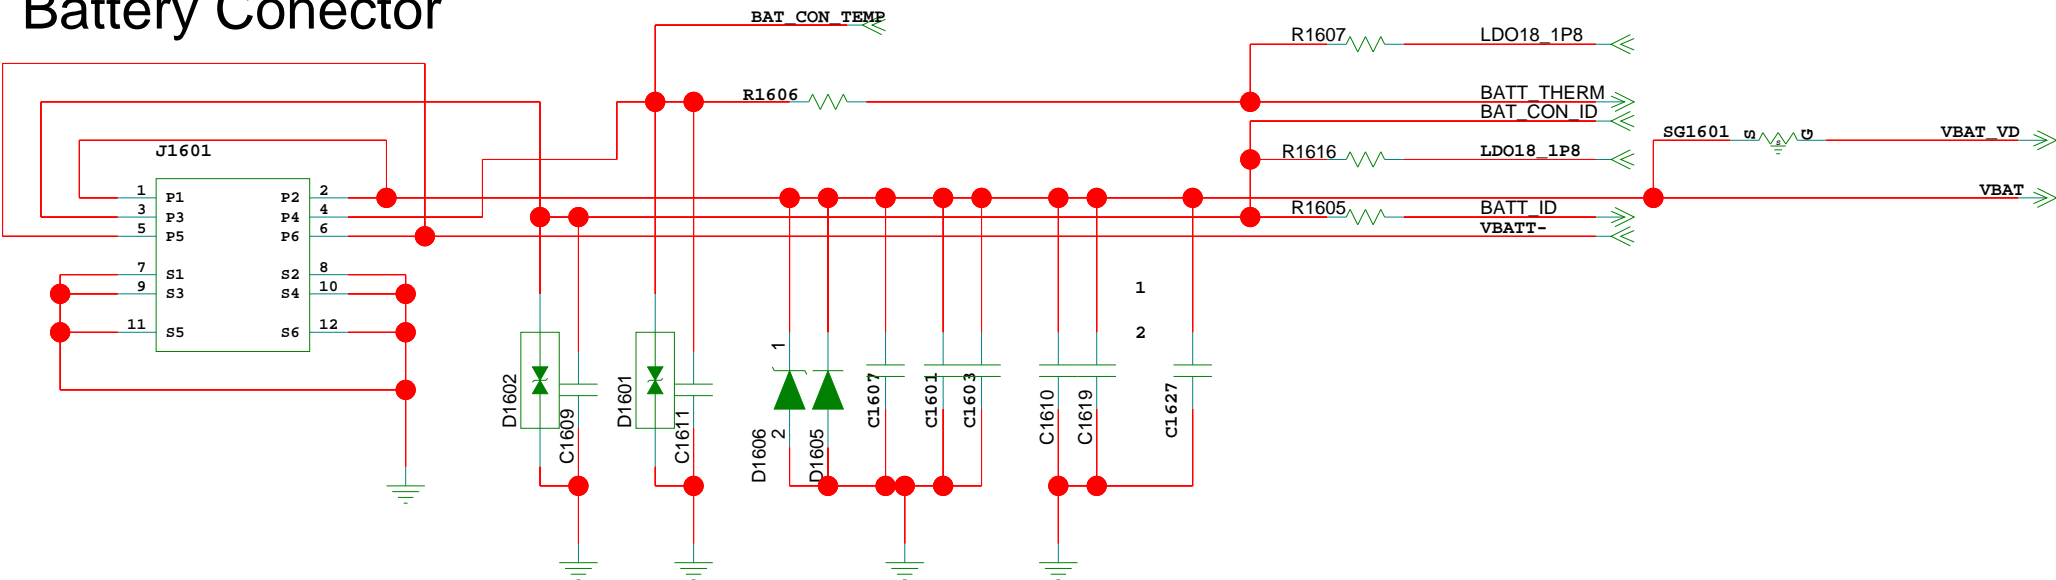 Battery Conector
BAT_CON_TEMP
R1607 LDO18_1P8
R1606 BATT_THERM
BAT_CON_ID
SG1601 S G VBAT_VD
J1601 R1616 LDO18_1P8
1 P1 P2 2 VBAT
3 P3 P4 4 R1605 BATT_ID
5 P5 P6 6 VBATT-
7 S1 S2 8
9 S3 S4 10 1
11 S5 S6 12 2
D1602 C1609 D1601 C1611 D1606 1 2 D1605 C1607 C1601 C1603 C1610 C1619 C1627